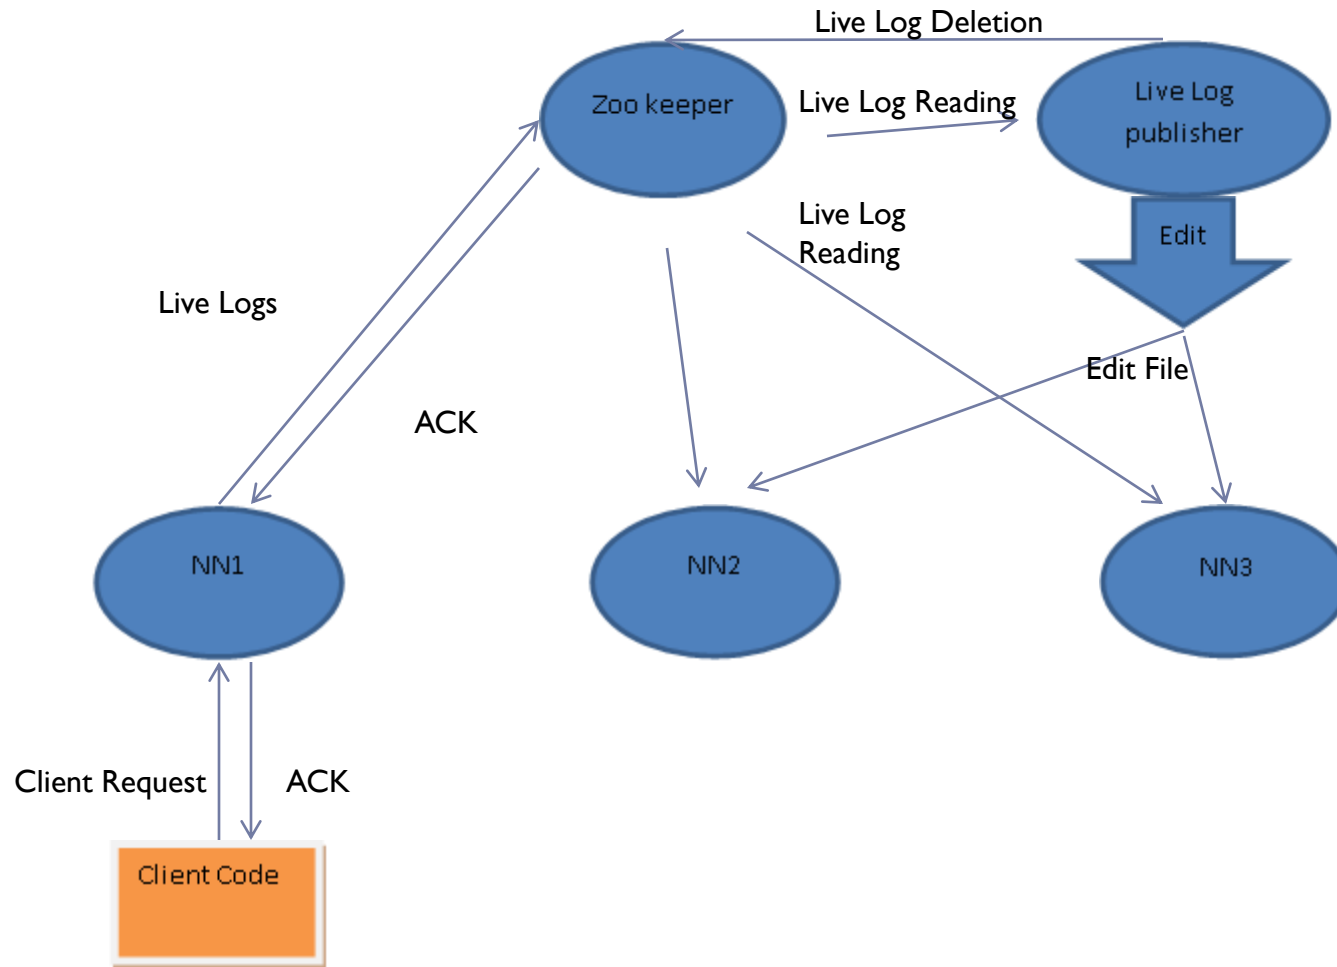 Live Log Deletion
Zoo keeper
Live Log Reading
Live Log
publisher
Live Log
Reading
Edit
Live Logs
Edit File
ACK
NN1
NN2
NN3
Client Request
ACK
Client Code